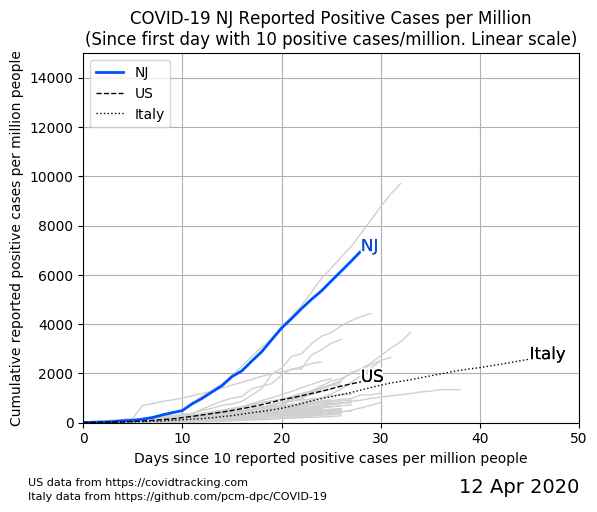 COVID-19 NJ Reported Positive Cases per Million
(Since first day with 10 positive cases/million. Linear scale)
Cumulative reported positive cases per million people
14000
12000
10000
8000
6000
4000
2000
0
NJ
US
Italy
NJ
US
Italy
0 10 20 30 40 50
Days since 10 reported positive cases per million people
US data from https://covidtracking.com
Italy data from https://github.com/pcm-dpc/COVID-19
12 Apr 2020